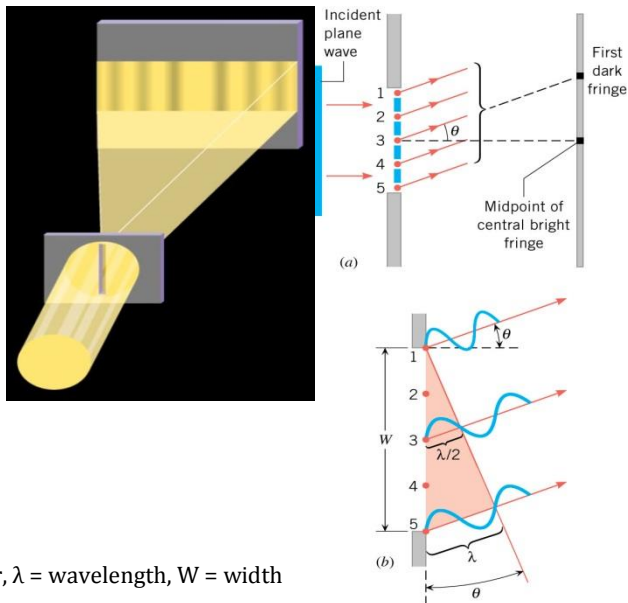 Incident
plane
wave
1
2
3
4
5
θ
First
dark
fringe
Midpoint of
central bright
fringe
(a)
θ
1
2
W
3
λ/2
4
5
λ
(b)
θ
λ = wavelength, W = width